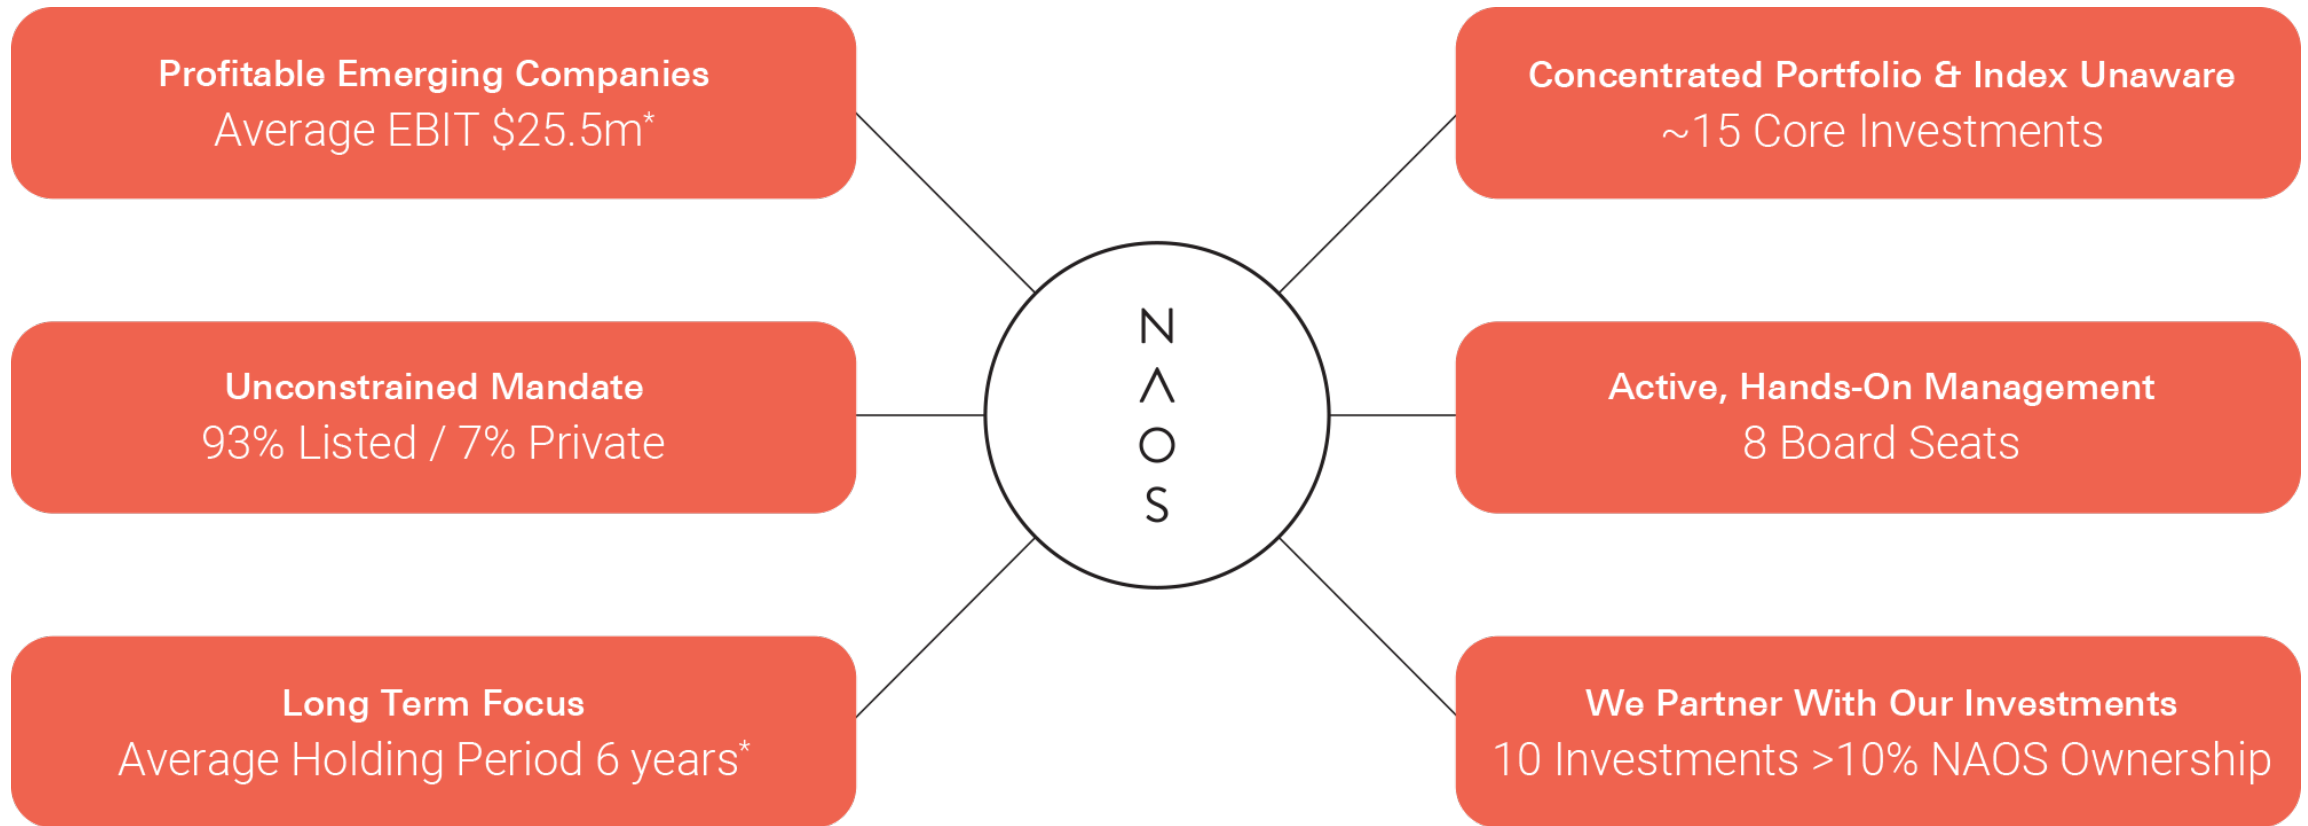 Profitable Emerging Companies
Average EBIT $25.5m*
Concentrated Portfolio & Index Unaware
~15 Core Investments
Unconstrained Mandate
93% Listed / 7% Private
N
Λ
O
S
Active, Hands-On Management
8 Board Seats
Long Term Focus
Average Holding Period 6 years*
We Partner With Our Investments
10 Investments >10% NAOS Ownership